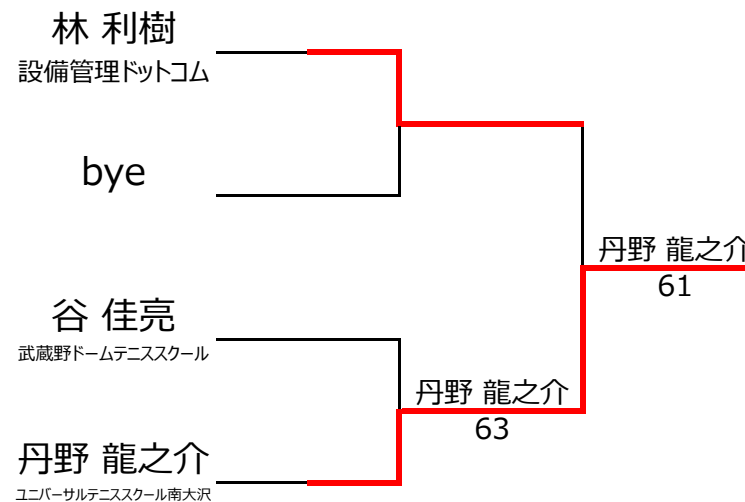 林 利樹
設備管理ドットコム
bye
丹野 龍之介
61
谷 佳亮
武蔵野ドームテニススクール
丹野 龍之介
63
丹野 龍之介
ユニバーサルテニススクール南大沢